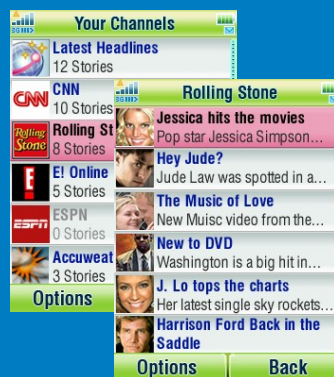 Your Channels
Latest Headlines
12 Stories
CNN
CNN
10 Stories
Rolling Stone
Rolling St
8 Stories
E!
E! Online
5 Stories
ESPN
ESPN
0 Stories
Accuweat
3 Stories
Options
Rolling Stone
Jessica hits the movies
Pop star Jessica Simpson...
Hey Jude?
Jude Law was spotted in a...
The Music of Love
New Muisc video from the...
New to DVD
Washington is a big hit in...
J. Lo tops the charts
Her latest single sky rockets...
Harrison Ford Back in the
Saddle
Options
Back